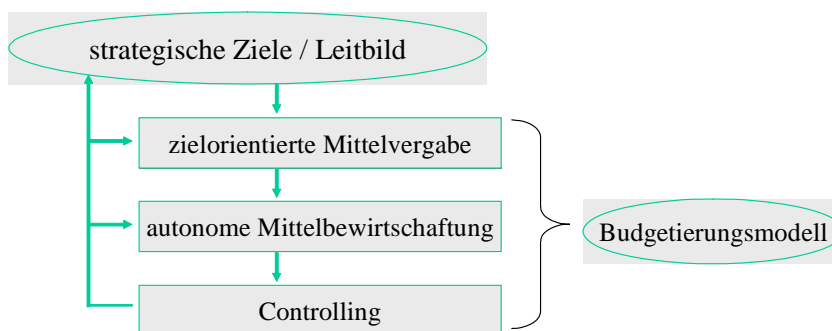 strategische Ziele / Leitbild
zielorientierte Mittelvergabe
autonome Mittelbewirtschaftung
Budgetierungsmodell
Controlling